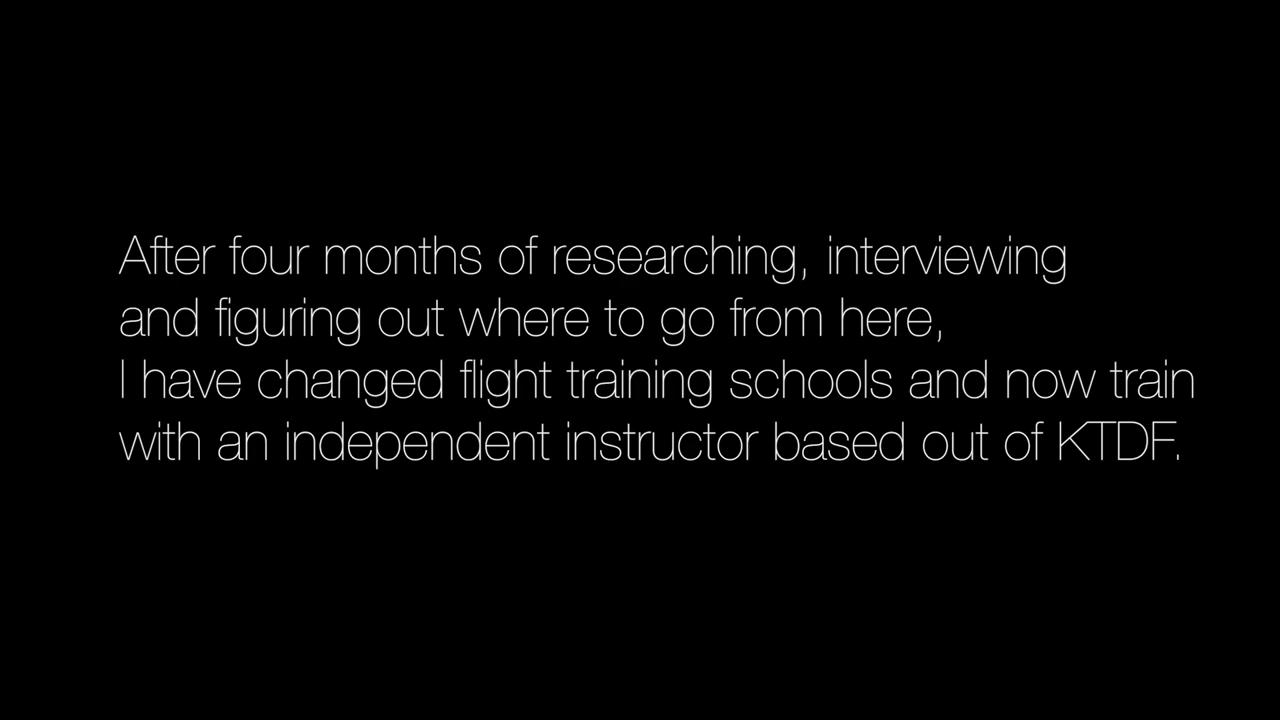 After four months of researching, interviewing
and figuring out where to go from here,
I have changed flight training schools and now train
with an independent instructor based out of KTDF.